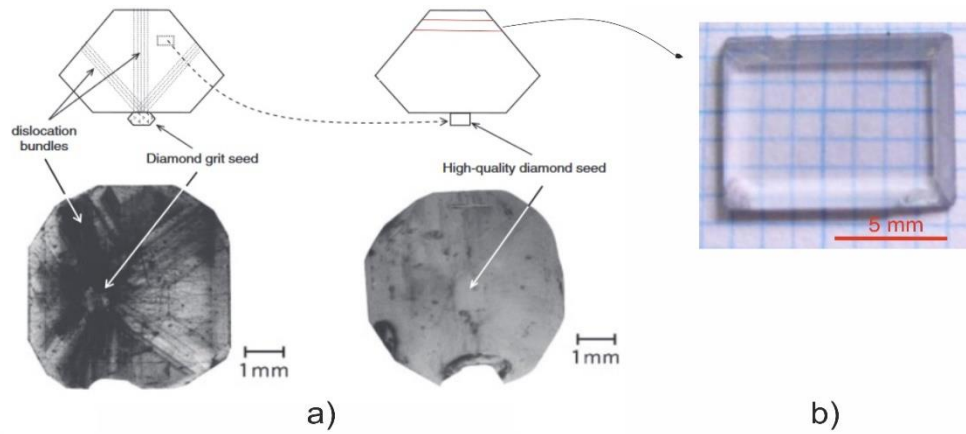 dislocation
bundles
Diamond grit seed
High-quality diamond seed
5 mm
1mm
1mm
a)
b)